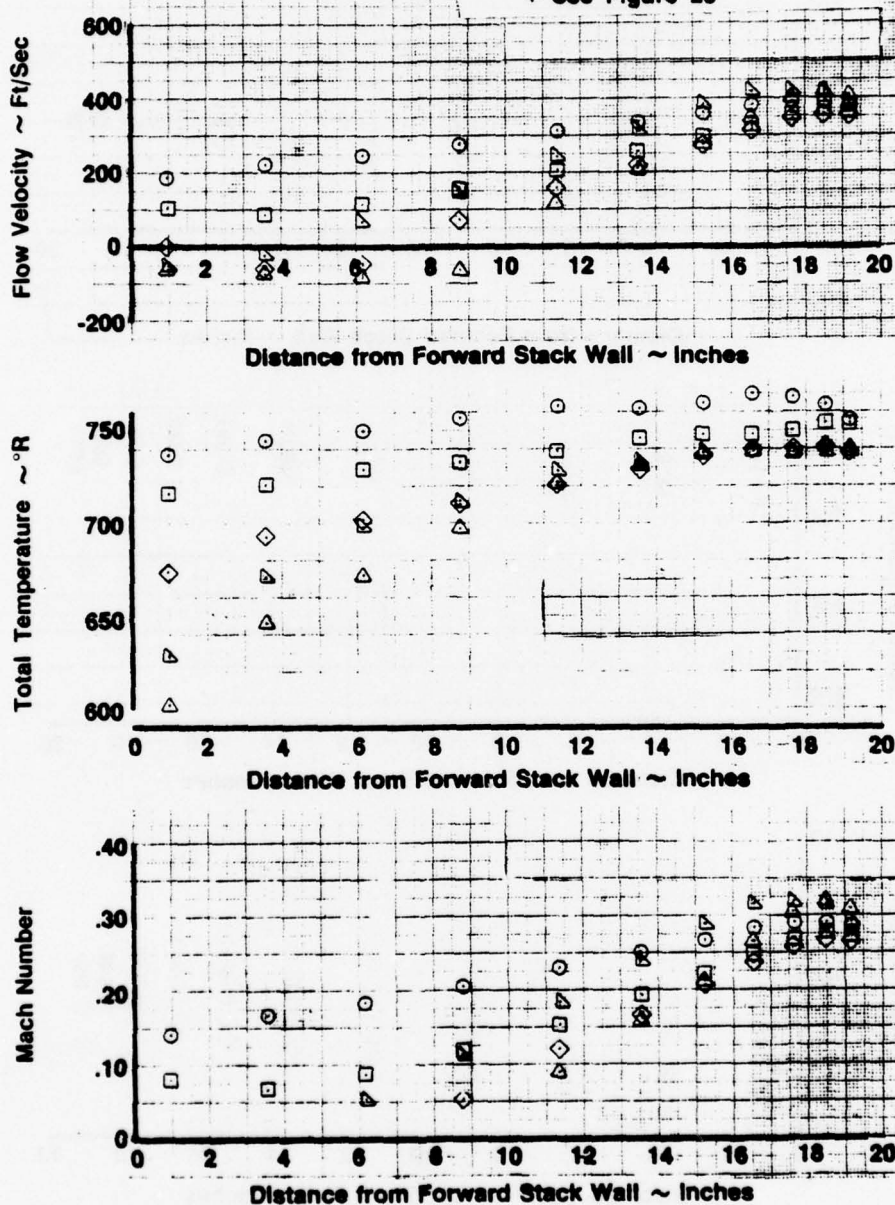 600
400
200
0
-200
Flow Velocity ~ Ft/Sec
2 4 6 8 10 12 14 16 18 20
Distance from Forward Stack Wall ~ Inches
750
700
650
600
Total Temperature ~ °R
0 2 4 6 8 10 12 14 16 18 20
Distance from Forward Stack Wall ~ Inches
.40
.30
.20
.10
0
Mach Number
0 2 4 6 8 10 12 14 16 18 20
Distance from Forward Stack Wall ~ Inches